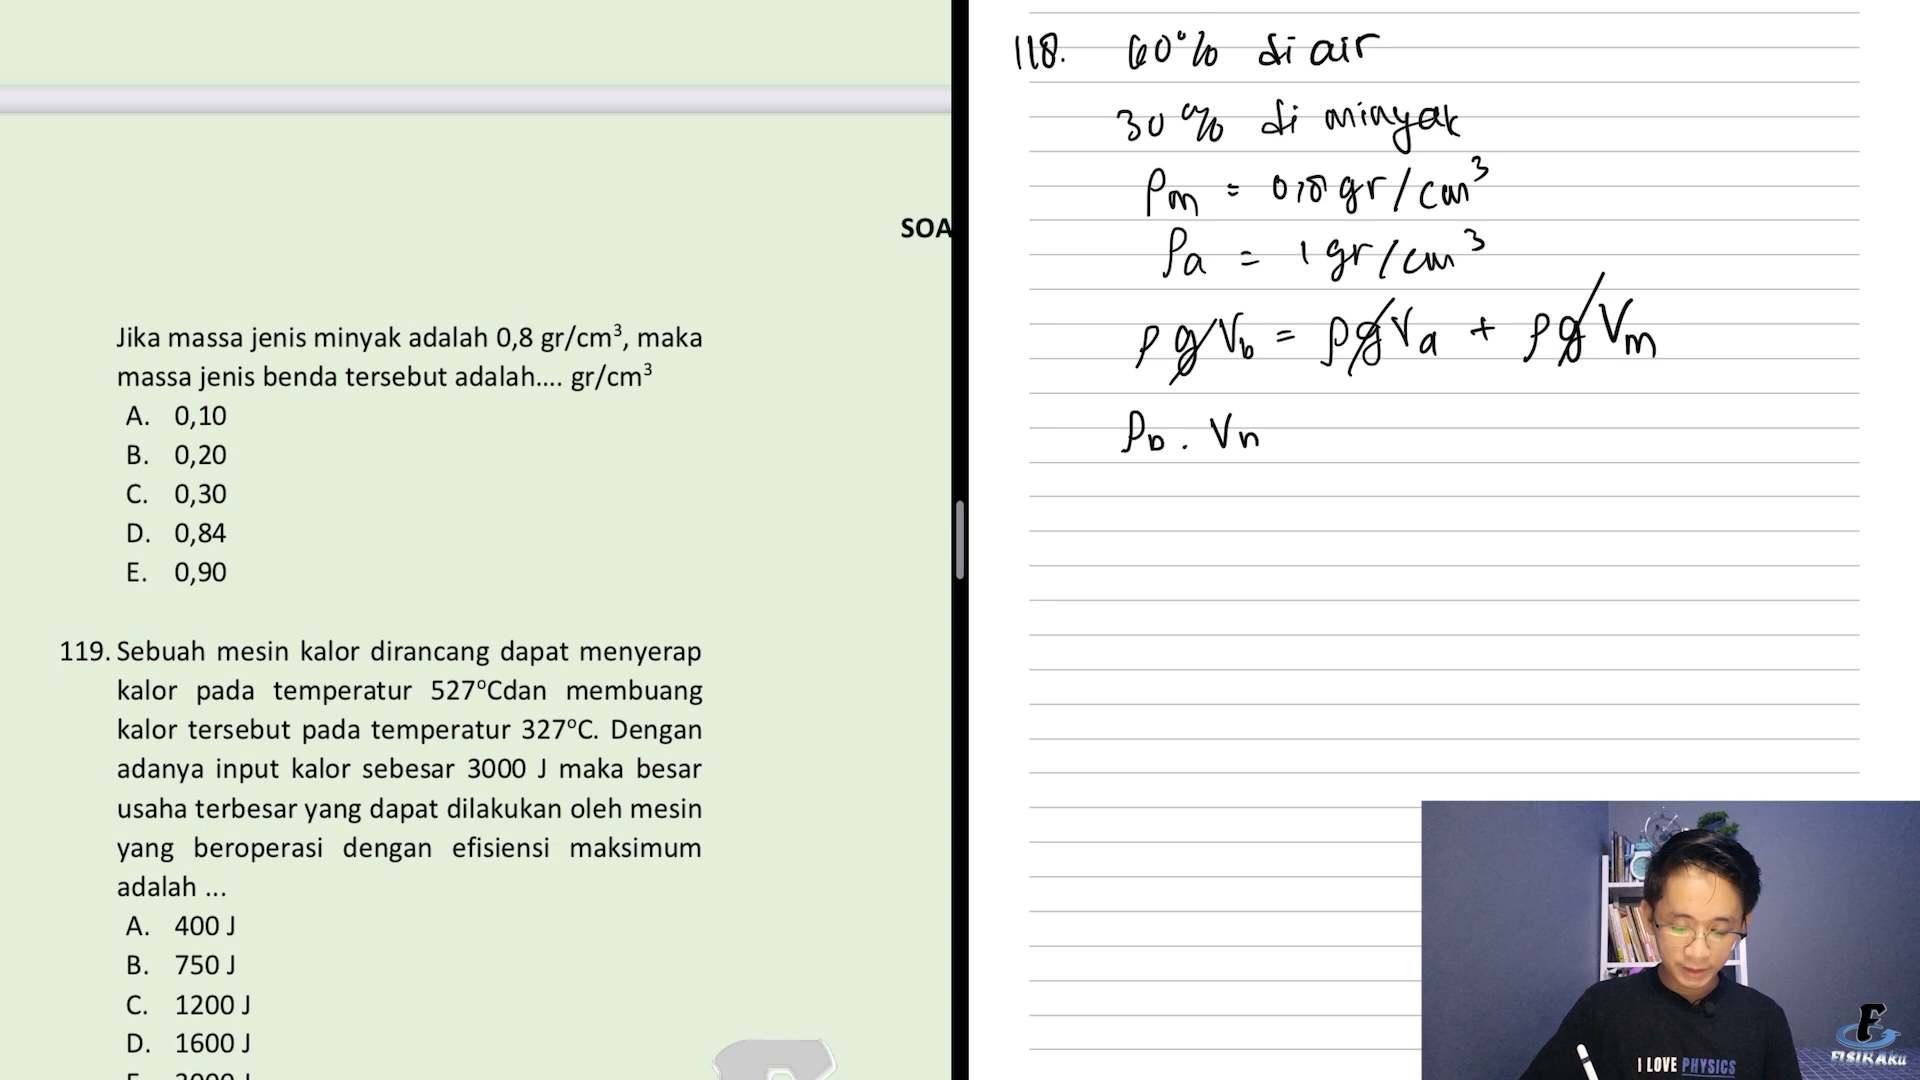 SOA
Jika massa jenis minyak adalah 0,8 gr/cm³, maka
massa jenis benda tersebut adalah.... gr/cm³
A. 0,10
B. 0,20
C. 0,30
D. 0,84
E. 0,90
119. Sebuah mesin kalor dirancang dapat menyerap
kalor pada temperatur 527°Cdan membuang
kalor tersebut pada temperatur 327°C. Dengan
adanya input kalor sebesar 3000 J maka besar
usaha terbesar yang dapat dilakukan oleh mesin
yang beroperasi dengan efisiensi maksimum
adalah ...
A. 400 J
B. 750 J
C. 1200 J
D. 1600 J
118. 60% di air
30% di minyak
ρm = 0,8 gr/cm³
ρa = 1 gr/cm³
ρ g Vb = ρ g Va + ρ g Vm
ρb . Vn
I LOVE PHYSICS
F
FISIKAKu